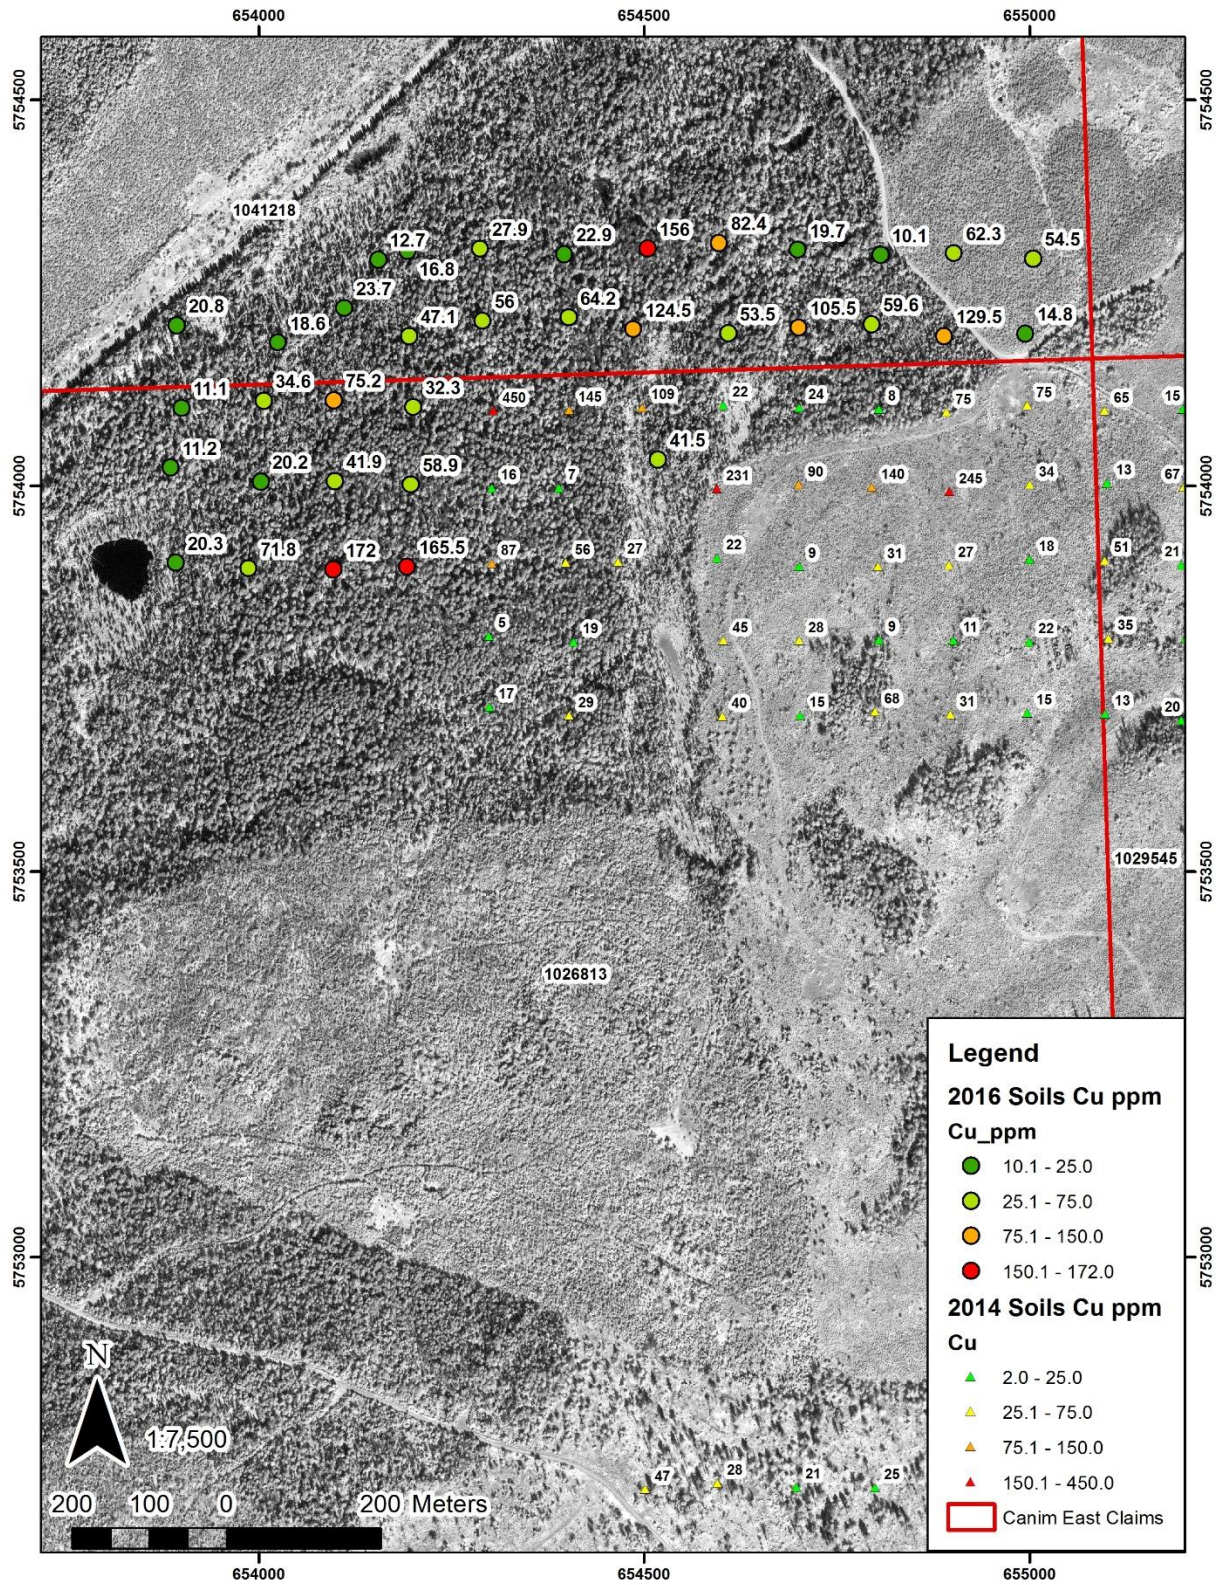 654000 654500 655000
5754500 5754500
1041218
12.7 27.9 22.9 156 82.4 19.7 10.1 62.3 54.5
16.8
23.7
20.8 18.6 47.1 56 64.2 124.5 53.5 105.5 59.6 129.5 14.8
11.1 34.6 75.2 32.3 450 145 109 22 24 8 75 75 65 15
41.5
11.2 20.2 41.9 58.9 16 7 231 90 140 245 34 13 67
5754000 5754000
20.3 71.8 172 165.5 87 56 27 22 9 31 27 18 51 21
5 19 45 28 9 11 22 35
17 29 40 15 68 31 15 13 20
5753500 5753500
1029545
1026813
Legend
2016 Soils Cu ppm
Cu_ppm
10.1 - 25.0
25.1 - 75.0
75.1 - 150.0
150.1 - 172.0
5753000 5753000
2014 Soils Cu ppm
Cu
2.0 - 25.0
25.1 - 75.0
75.1 - 150.0
150.1 - 450.0
Canim East Claims
N
1:7,500
47 28 21 25
200 100 0 200 Meters
654000 654500 655000